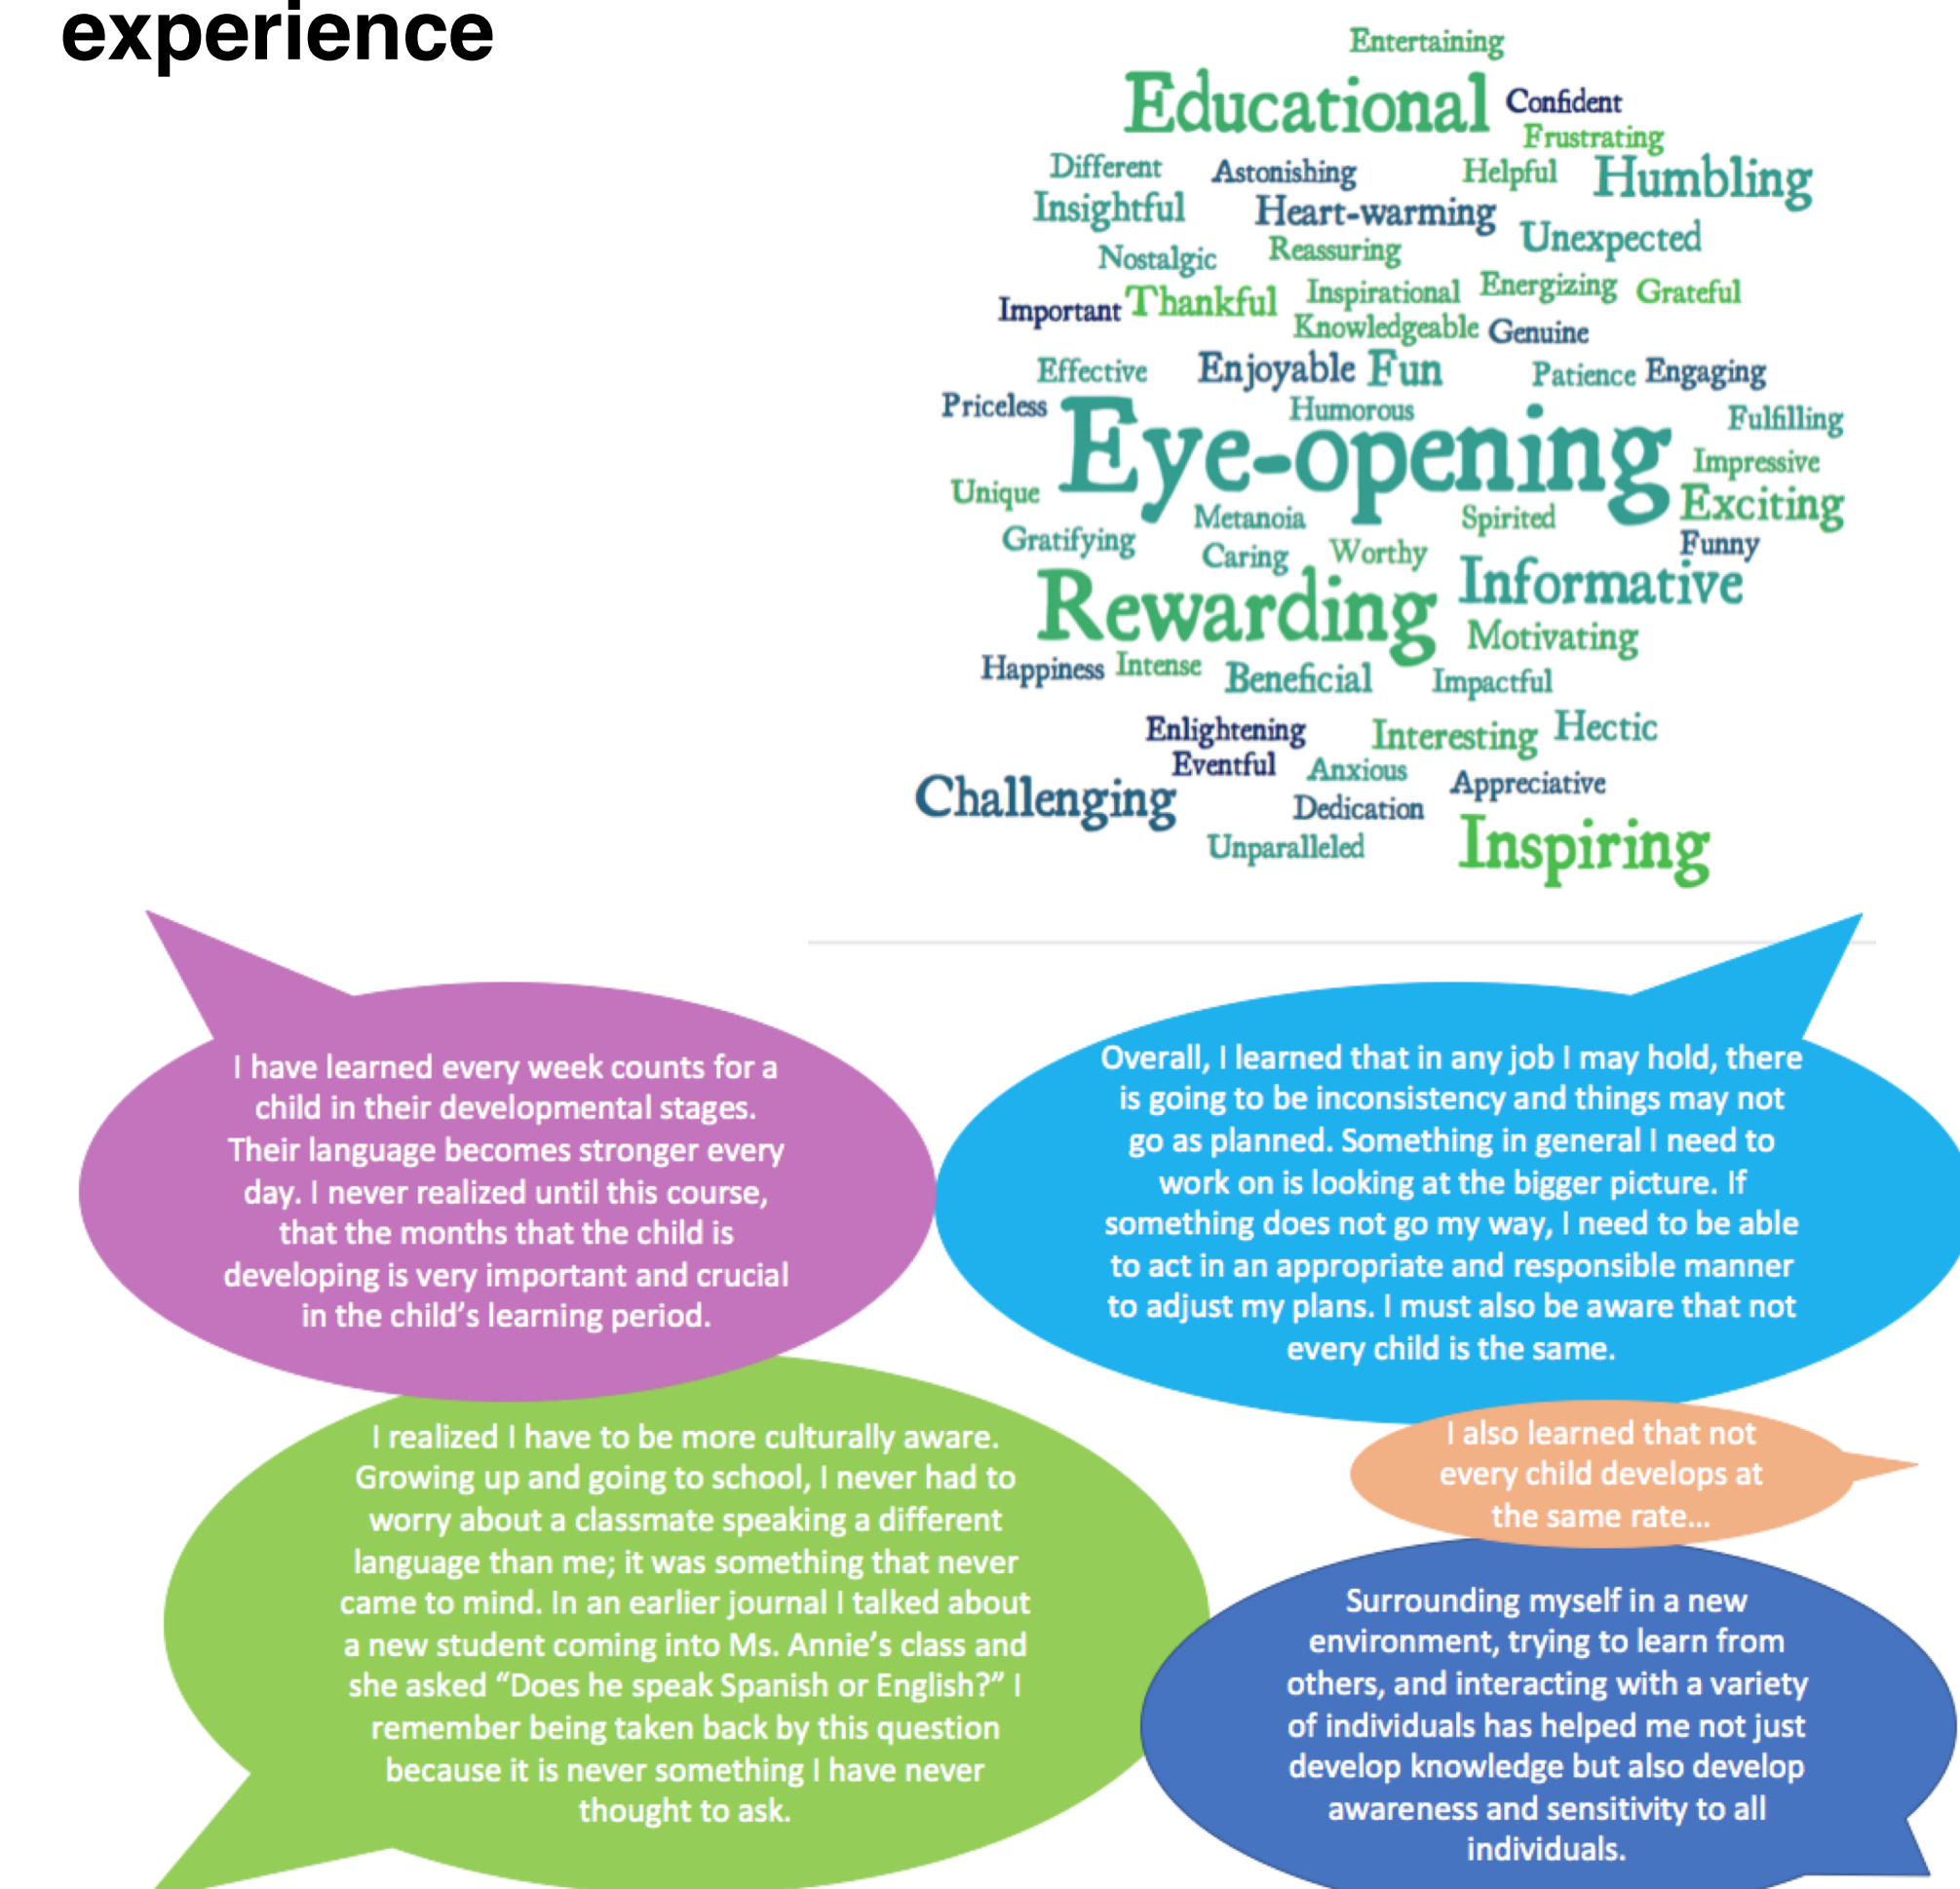 experience
Entertaining
Educational Confident
Frustrating
Different Astonishing Helpful Humbling
Insightful Heart-warming Unexpected
Nostalgic Reassuring
Important Thankful Inspirational Energizing Grateful
Knowledgeable Genuine
Effective Enjoyable Fun Patience Engaging
Priceless Humorous Fulfilling
Eye-opening Impressive
Unique Exciting
Metanoia Spirited
Gratifying Caring Worthy Funny
Rewarding Informative
Motivating
Happiness Intense Beneficial Impactful
Enlightening Interesting Hectic
Eventful Anxious Appreciative
Challenging Dedication
Unparalleled Inspiring
I have learned every week counts for a
child in their developmental stages.
Their language becomes stronger every
day. I never realized until this course,
that the months that the child is
developing is very important and crucial
in the child's learning period.
Overall, I learned that in any job I may hold, there
is going to be inconsistency and things may not
go as planned. Something in general I need to
work on is looking at the bigger picture. If
something does not go my way, I need to be able
to act in an appropriate and responsible manner
to adjust my plans. I must also be aware that not
every child is the same.
I realized I have to be more culturally aware.
Growing up and going to school, I never had to
worry about a classmate speaking a different
language than me; it was something that never
came to mind. In an earlier journal I talked about
a new student coming into Ms. Annie's class and
she asked “Does he speak Spanish or English?” I
remember being taken back by this question
because it is never something I have never
thought to ask.
I also learned that not
every child develops at
the same rate...
Surrounding myself in a new
environment, trying to learn from
others, and interacting with a variety
of individuals has helped me not just
develop knowledge but also develop
awareness and sensitivity to all
individuals.